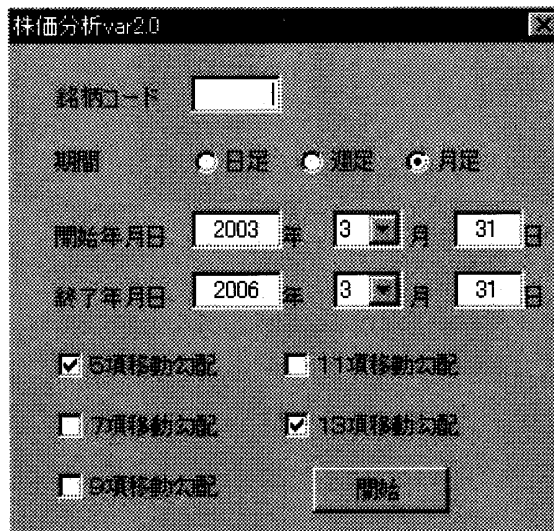 株価分析var2.0
銘柄コード
期間 日足 週足 月足
開始年月日 2003 年 3 月 31 日
終了年月日 2006 年 3 月 31 日
5項移動勾配 11項移動勾配
7項移動勾配 13項移動勾配
9項移動勾配 開始